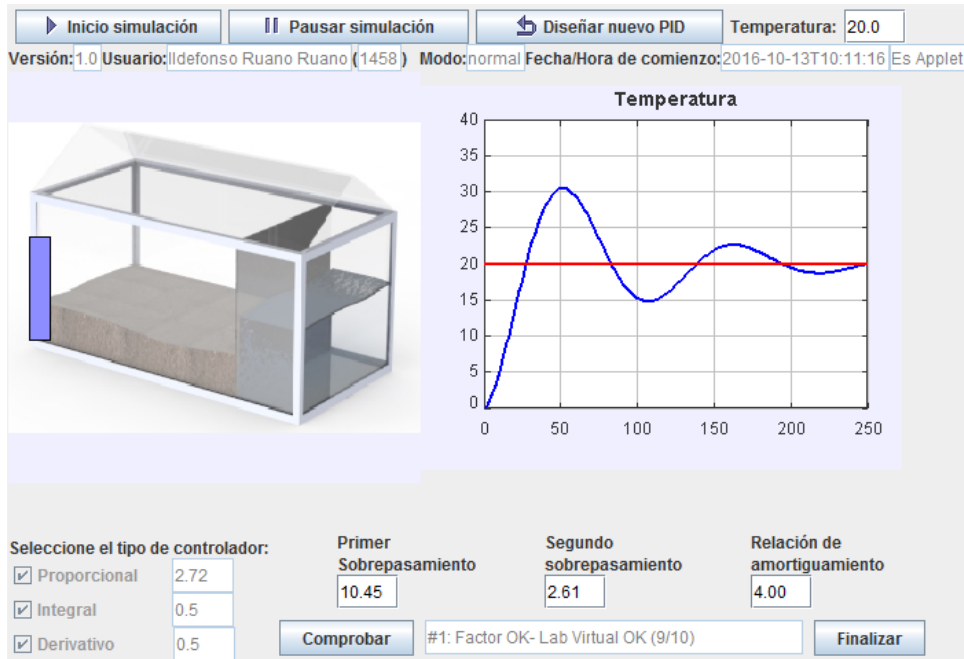 Inicio simulación Pausar simulación Diseñar nuevo PID Temperatura: 20.0
Versión: 1.0 Usuario: Ildefonso Ruano Ruano ( 1458 ) Modo: normal Fecha/Hora de comienzo: 2016-10-13T10:11:16 Es Applet
Temperatura
40
35
30
25
20
15
10
5
0
0 50 100 150 200 250
Seleccione el tipo de controlador:
Proporcional 2.72
Integral 0.5
Derivativo 0.5
Primer
Sobrepasamiento
10.45
Segundo
sobrepasamiento
2.61
Relación de
amortiguamiento
4.00
Comprobar #1: Factor OK- Lab Virtual OK (9/10) Finalizar